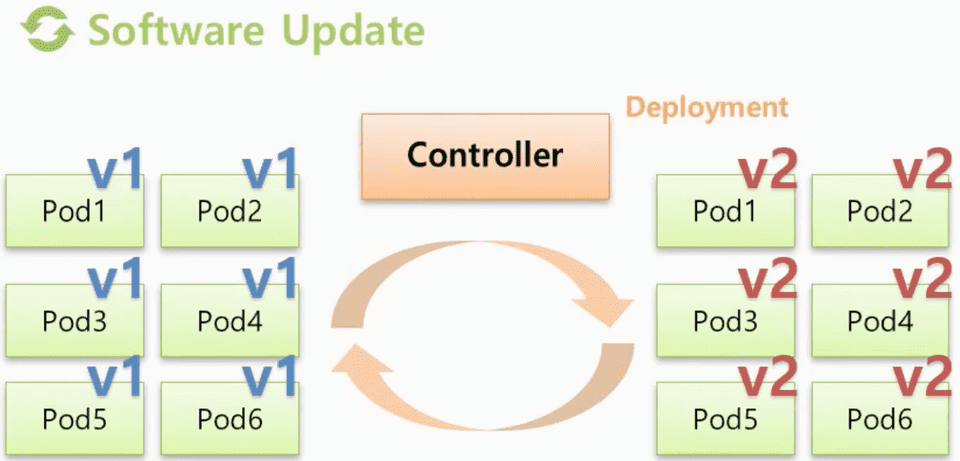 Software Update
Deployment
Controller
v1 v1 v2 v2
Pod1 Pod2 Pod1 Pod2
v1 v1 v2 v2
Pod3 Pod4 Pod3 Pod4
v1 v1 v2 v2
Pod5 Pod6 Pod5 Pod6